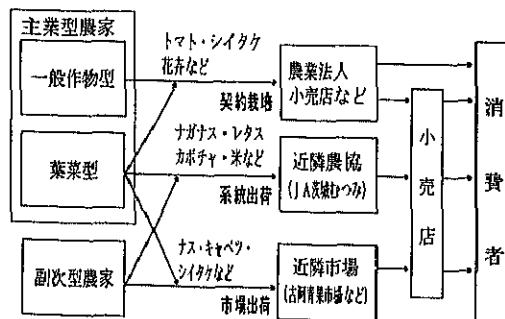 主業型農家
一般作物型
葉菜型
副次型農家
トマト・シイタケ
花卉など
契約栽培
ナガナス・レタス
カボチャ・米など
系統出荷
ナス・キャベツ・
シイタケなど
市場出荷
農業法人
小売店など
近隣農協
(JA茨城むつみ)
近隣市場
(古河青果市場など)
小売店
消費者